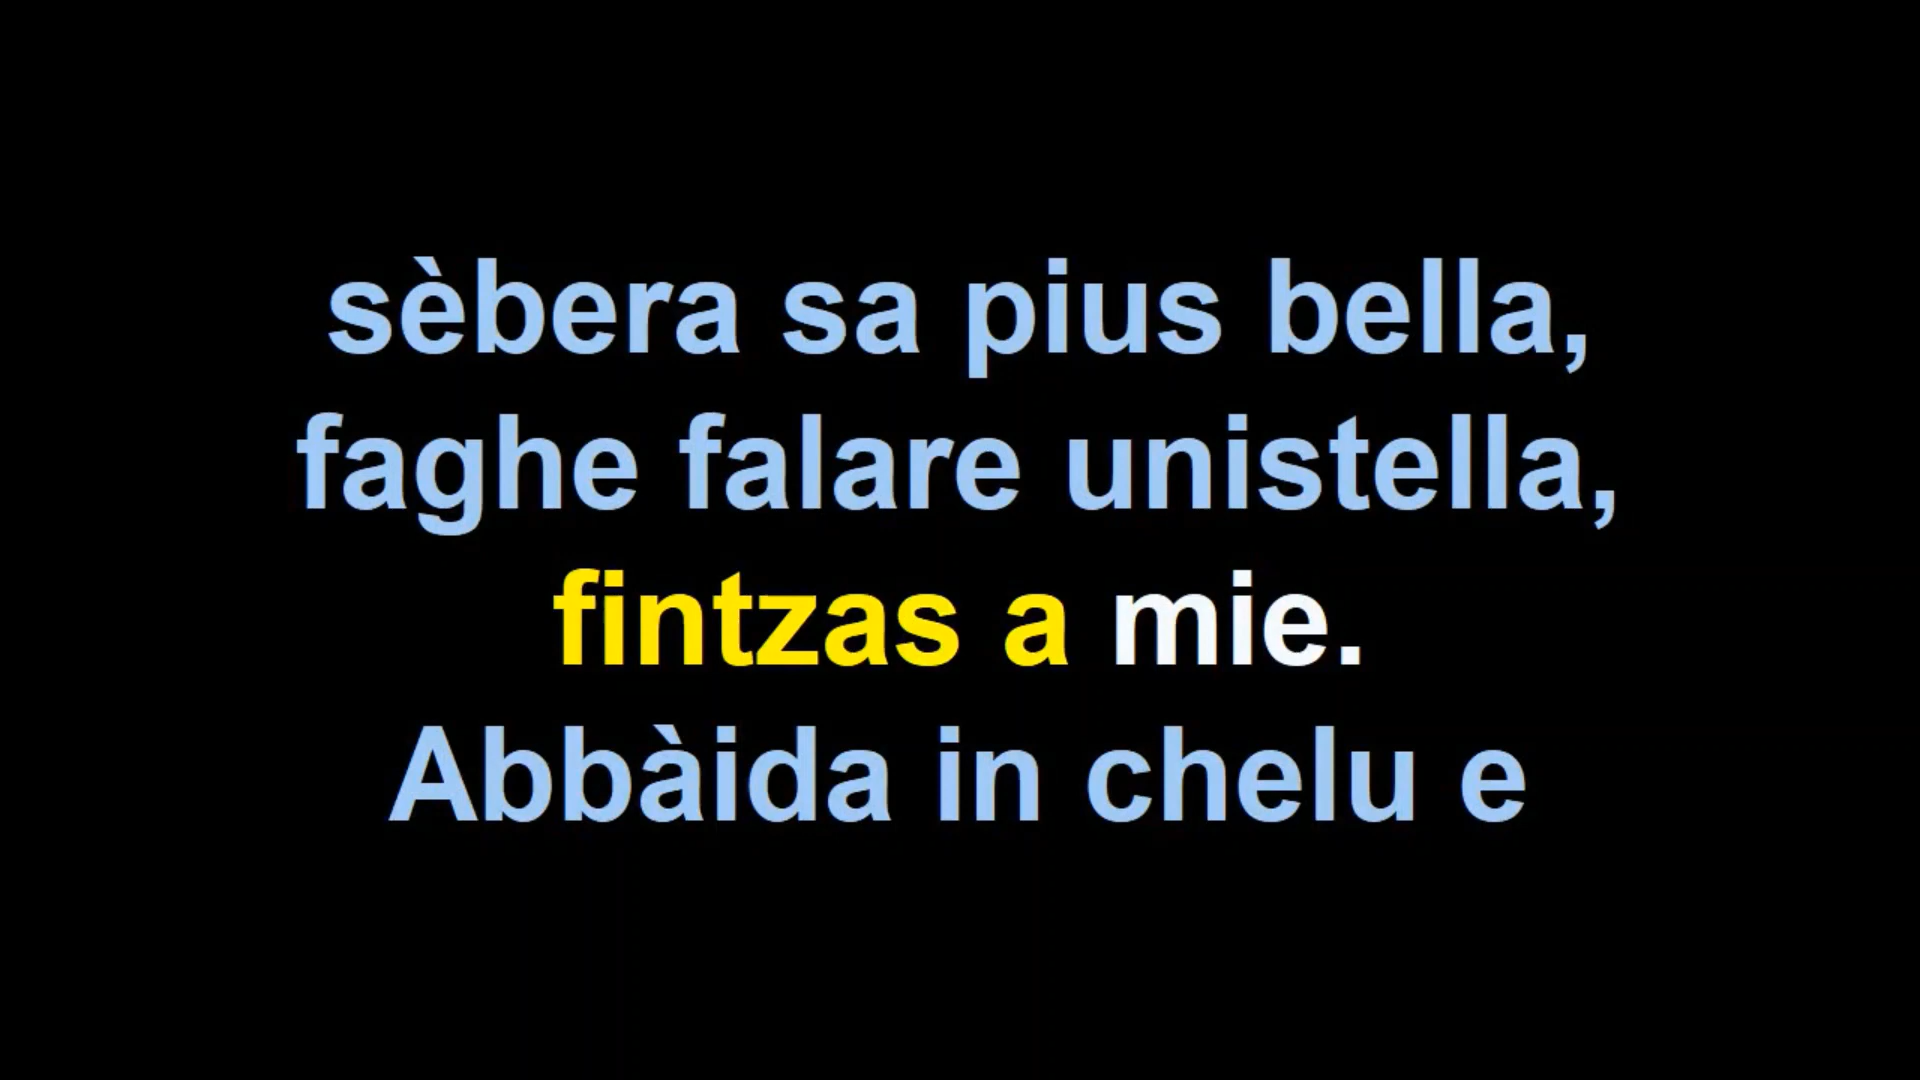 sèbera sa pius bella,
faghe falare unistella,
fintzas a mie.
Abbàida in chelu e